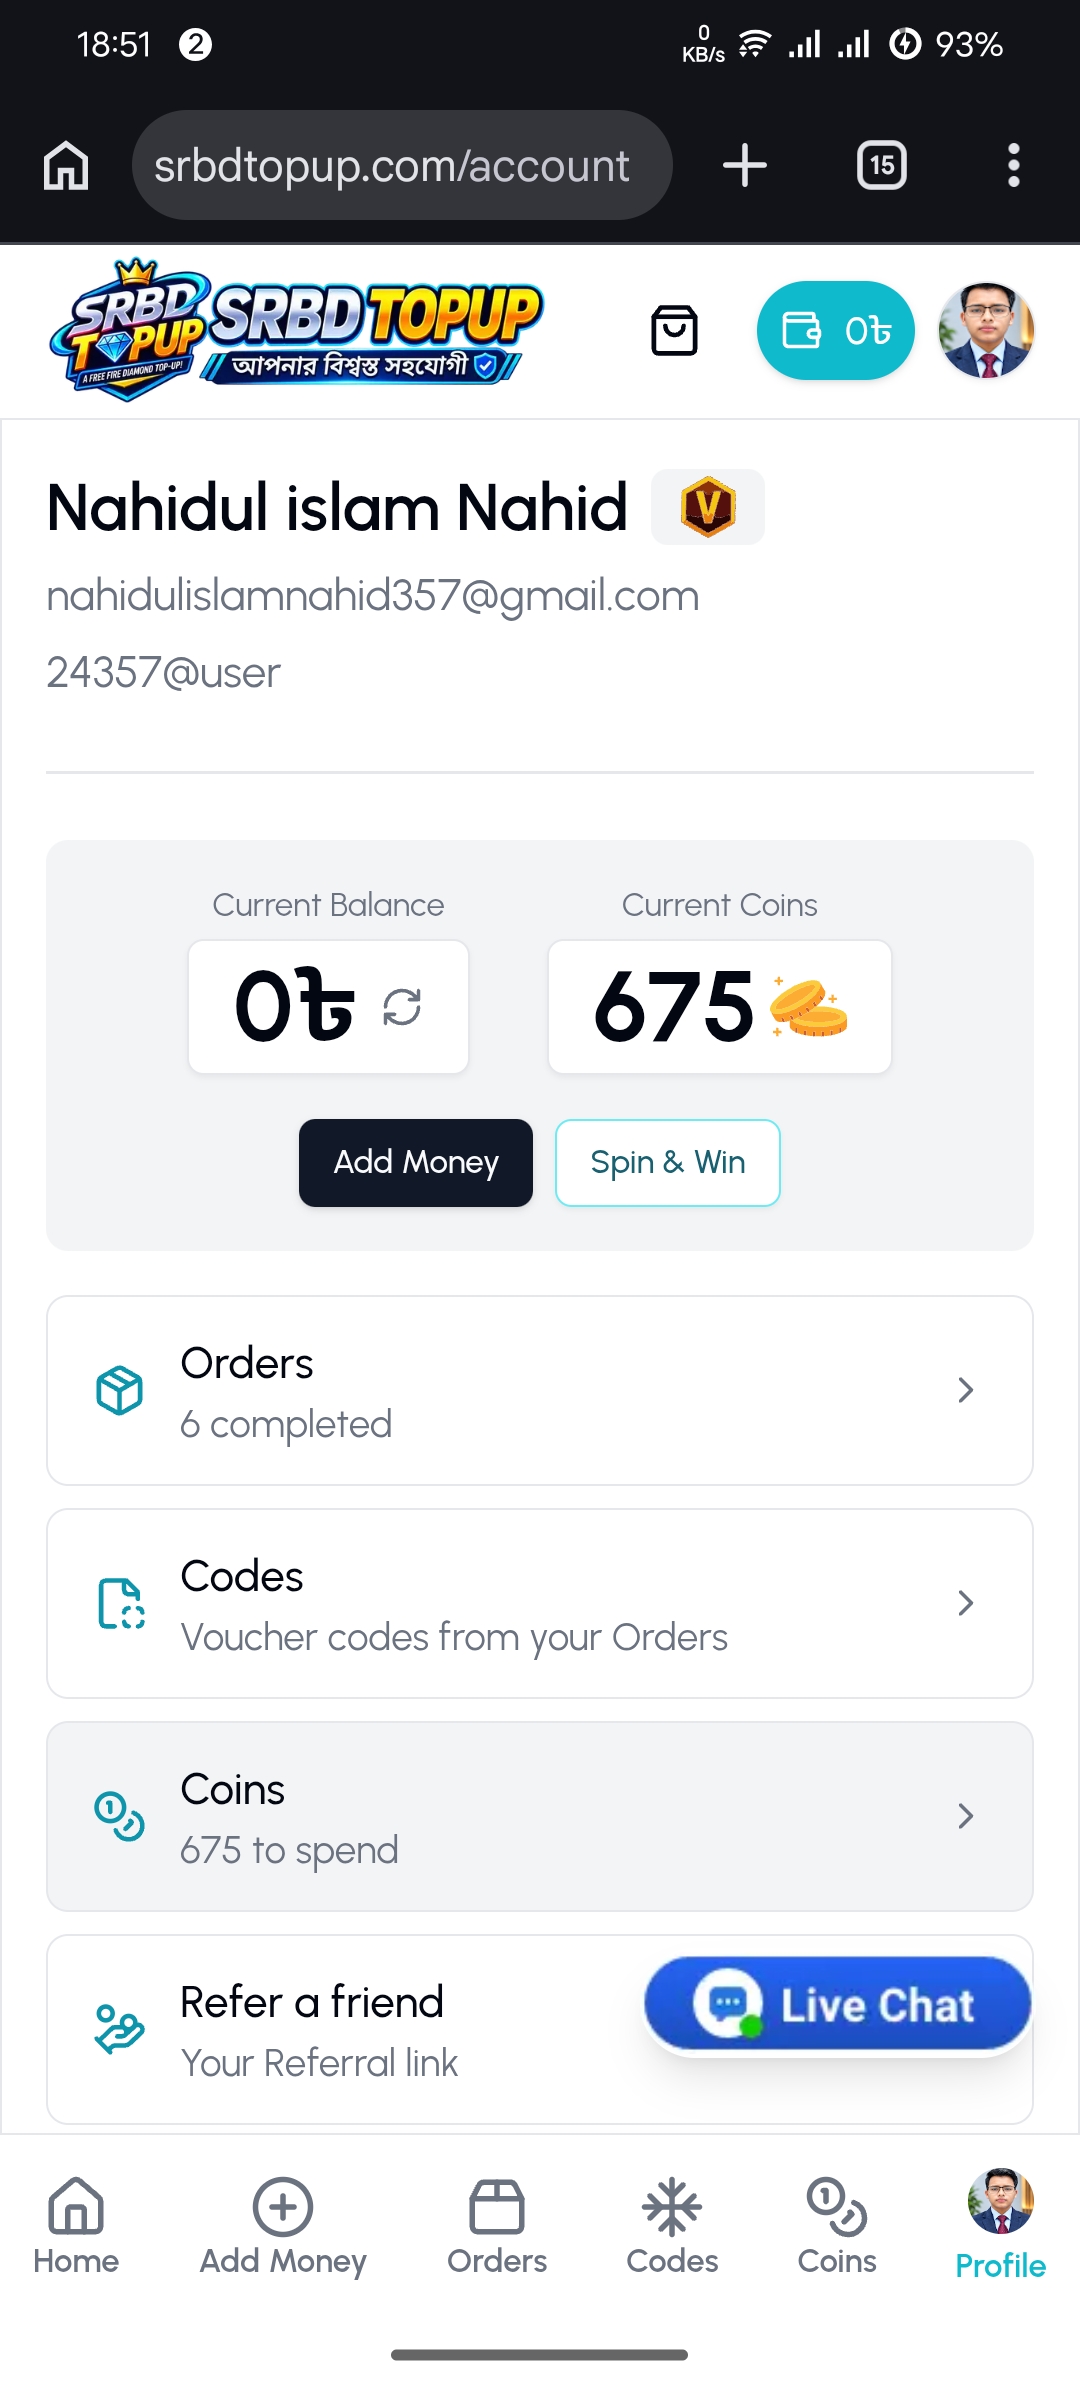 18:51 2 0 KB/s 93%
srbdtopup.com/account 15
SRBD TOPUP A FREE FIRE DIAMOND TOP-UP! SRBD TOPUP
আপনার বিশ্বস্ত সহযোগী
0৳
Nahidul islam Nahid V
nahidulislamnahid357@gmail.com
24357@user
Current Balance Current Coins
0৳ 675
Add Money Spin & Win
Orders
6 completed
Codes
Voucher codes from your Orders
Coins
675 to spend
Refer a friend
Your Referral link
Live Chat
Home Add Money Orders Codes Coins Profile